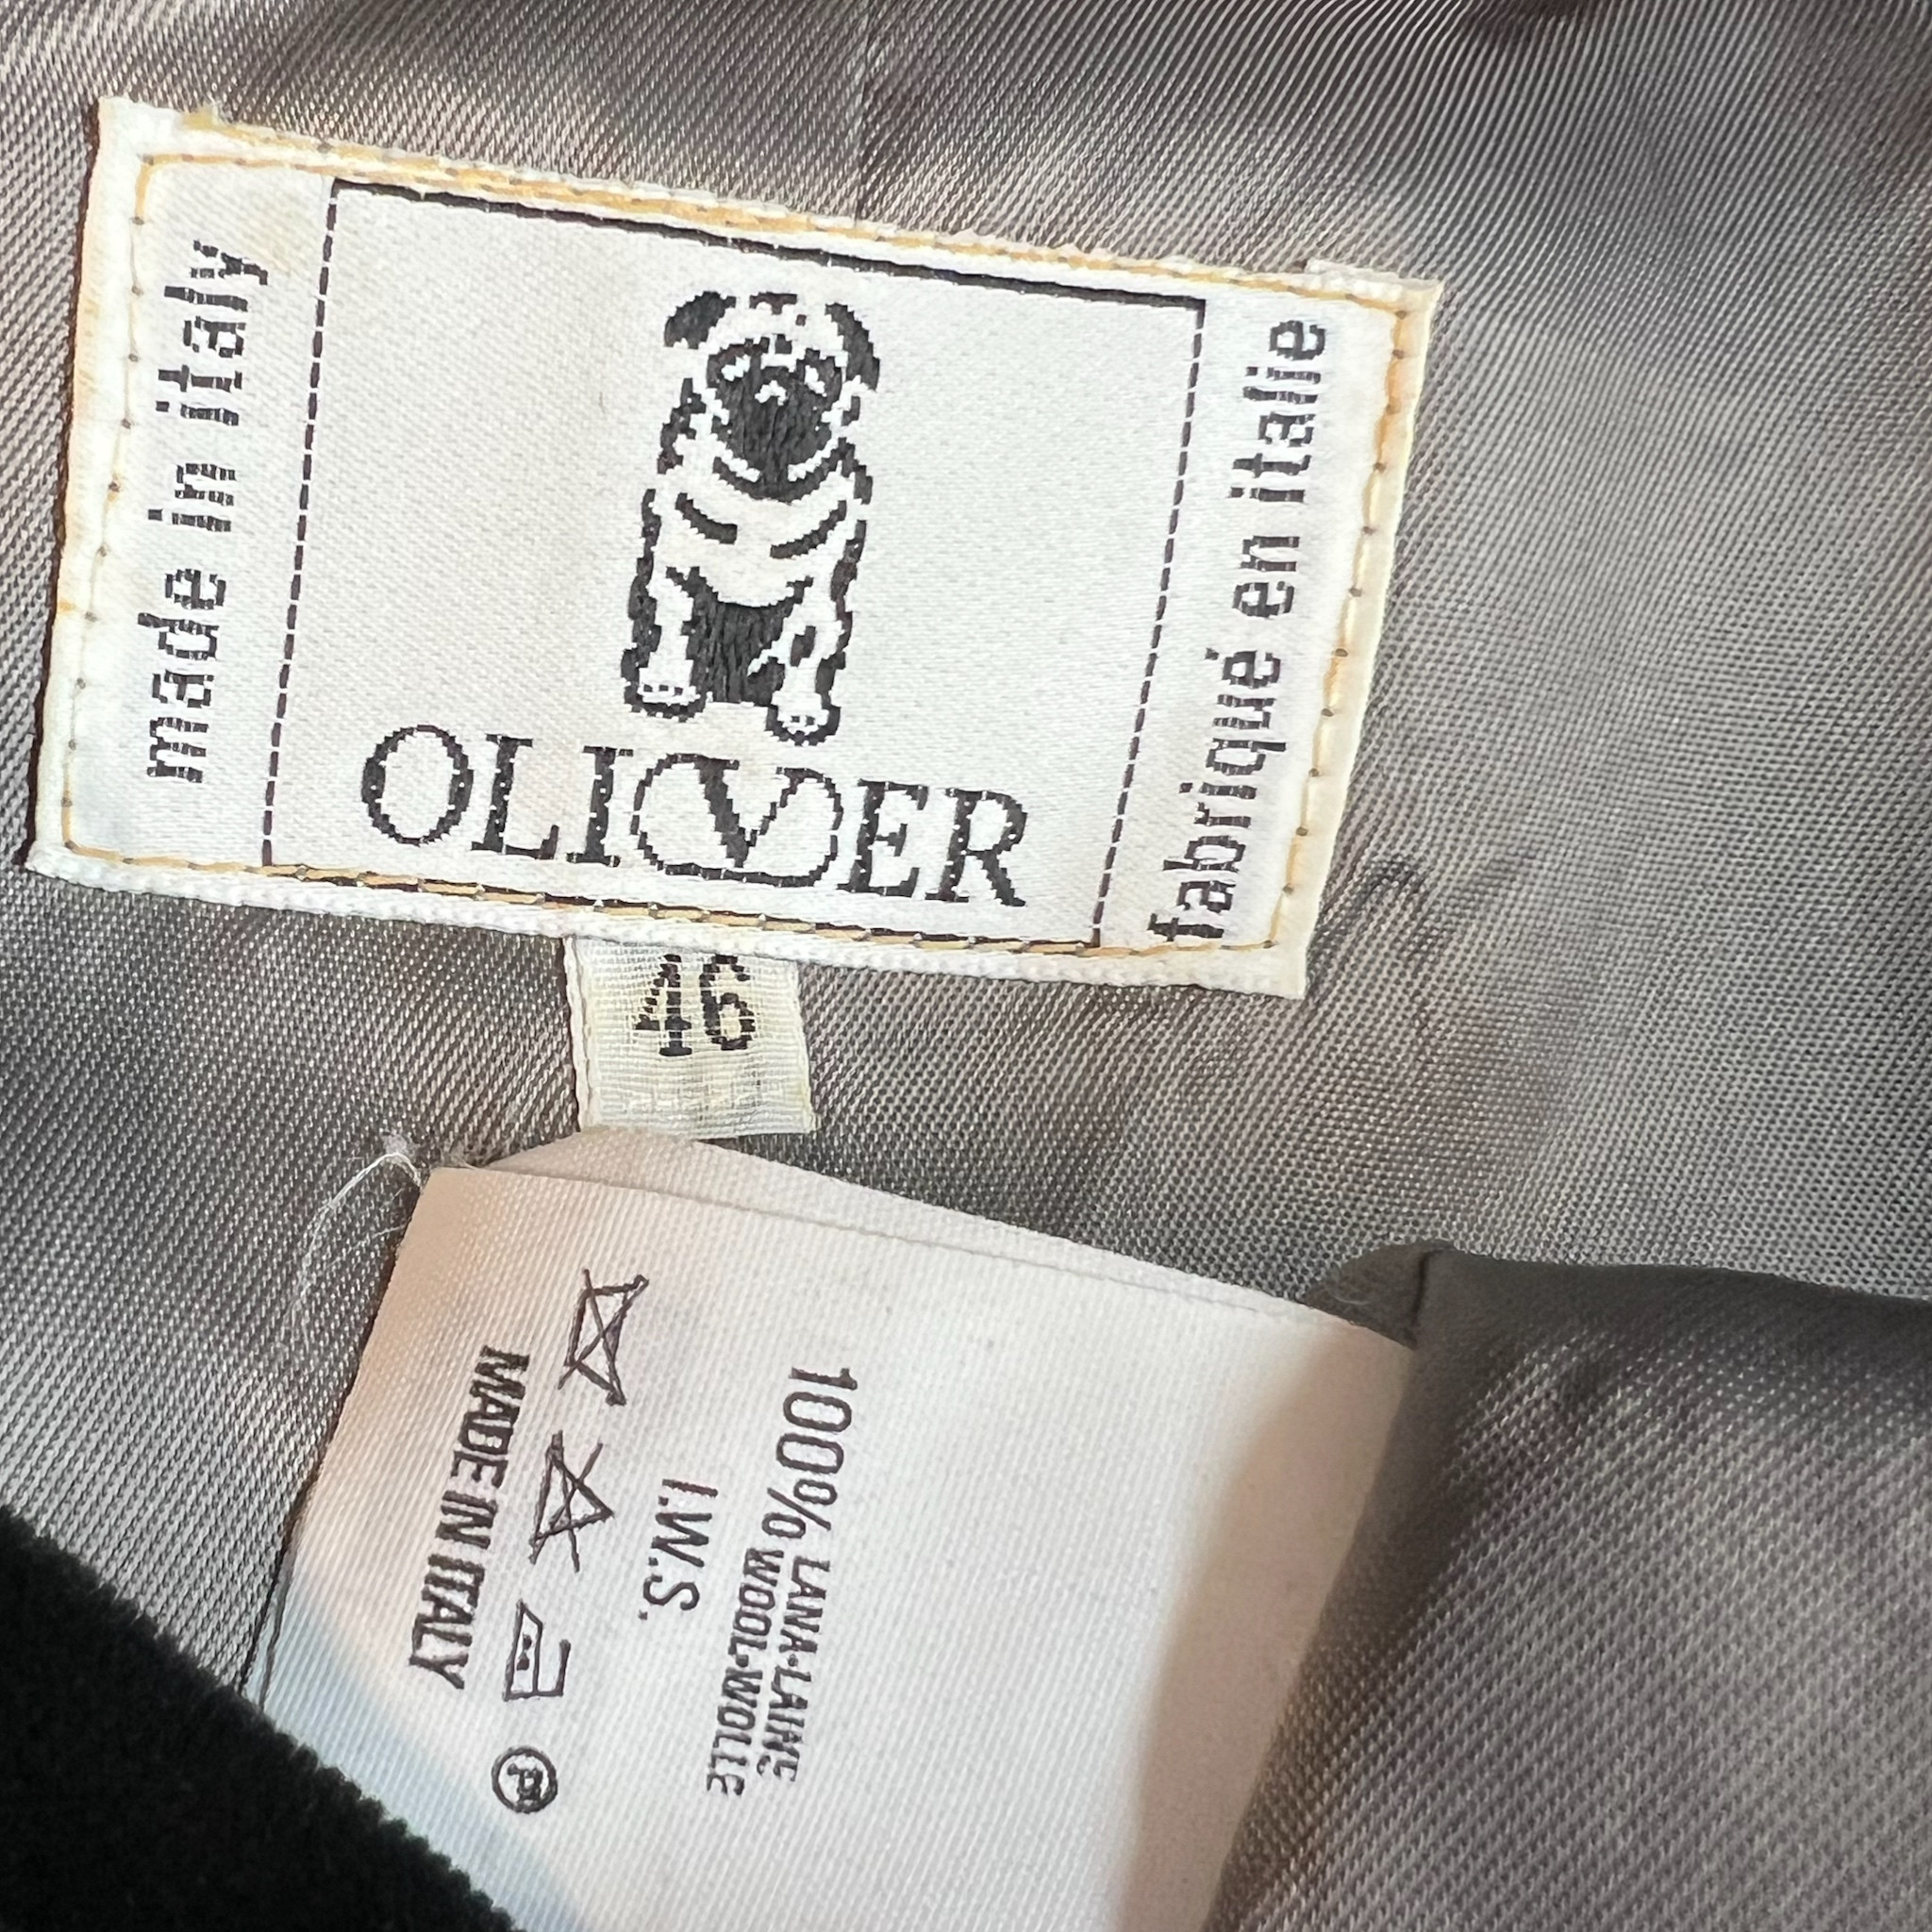 made in italy
OLIVER
fabriqué en italie
46
100% LANA-LAINE
WOOL-WOLLE
I.W.S.
P
MADE IN ITALY